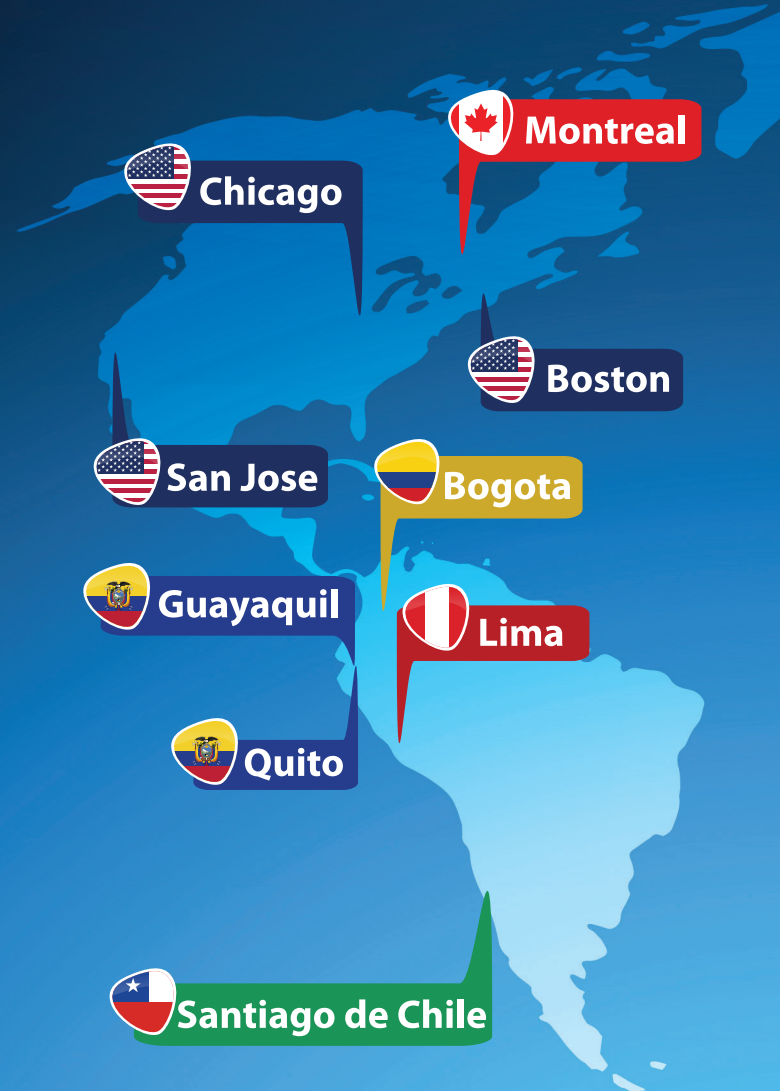 Montreal
Chicago
Boston
San Jose
Bogota
Guayaquil
Lima
Quito
Santiago de Chile